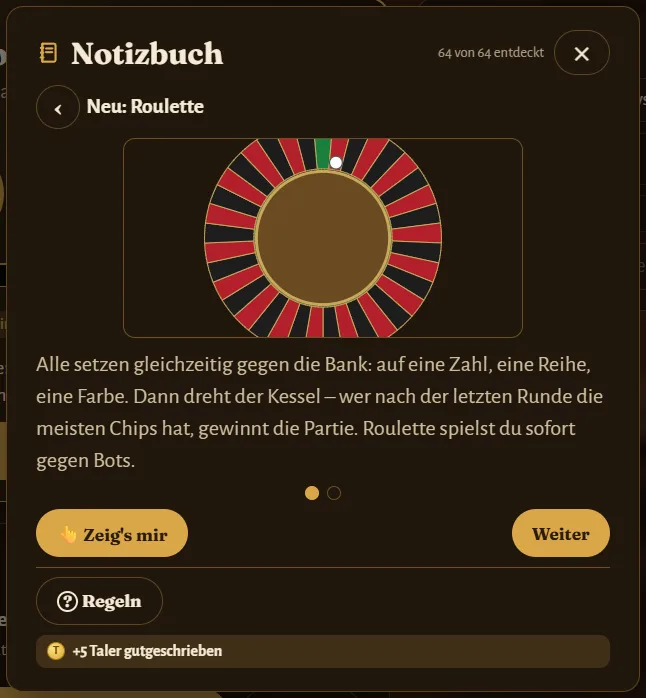 Notizbuch
64 von 64 entdeckt
Neu: Roulette
Alle setzen gleichzeitig gegen die Bank: auf eine Zahl, eine Reihe,
eine Farbe. Dann dreht der Kessel – wer nach der letzten Runde die
meisten Chips hat, gewinnt die Partie. Roulette spielst du sofort
gegen Bots.
👆 Zeig's mir
Weiter
? Regeln
T +5 Taler gutgeschrieben